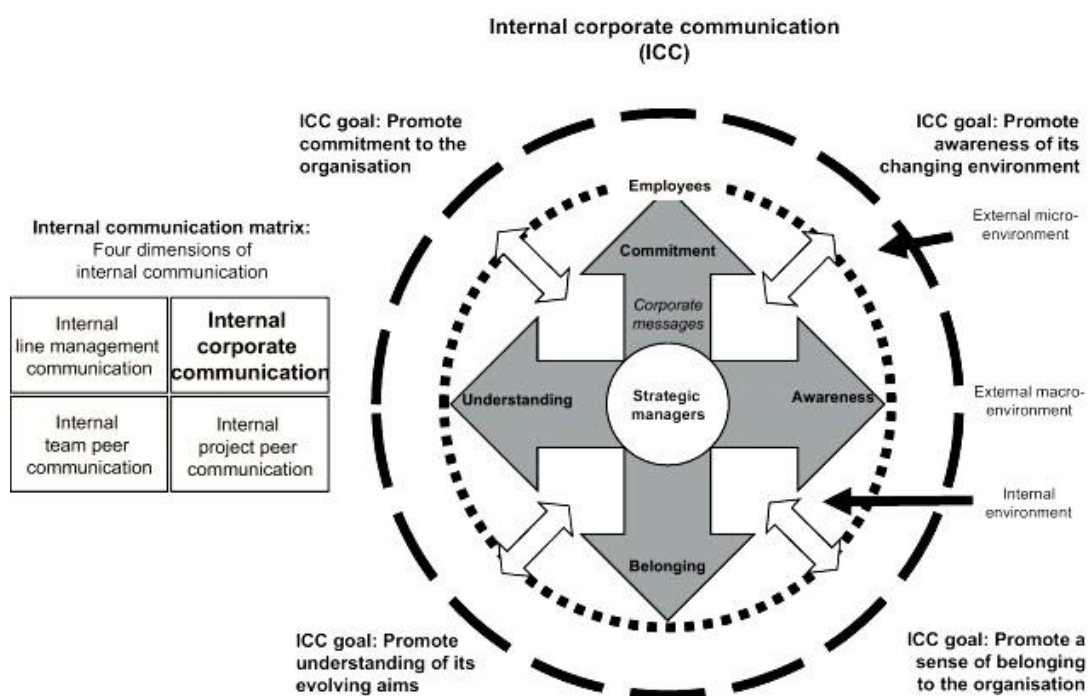 Internal corporate communication
(ICC)
ICC goal: Promote
commitment to the
organisation
ICC goal: Promote
awareness of its
changing environment
Employees
External micro-
environment
Internal communication matrix:
Four dimensions of
internal communication
Commitment
Corporate
messages
Internal
line management
communication
Internal
corporate
communication
Understanding
Strategic
managers
Awareness
External macro-
environment
Internal
team peer
communication
Internal
project peer
communication
Internal
environment
Belonging
ICC goal: Promote
understanding of its
evolving aims
ICC goal: Promote a
sense of belonging
to the organisation